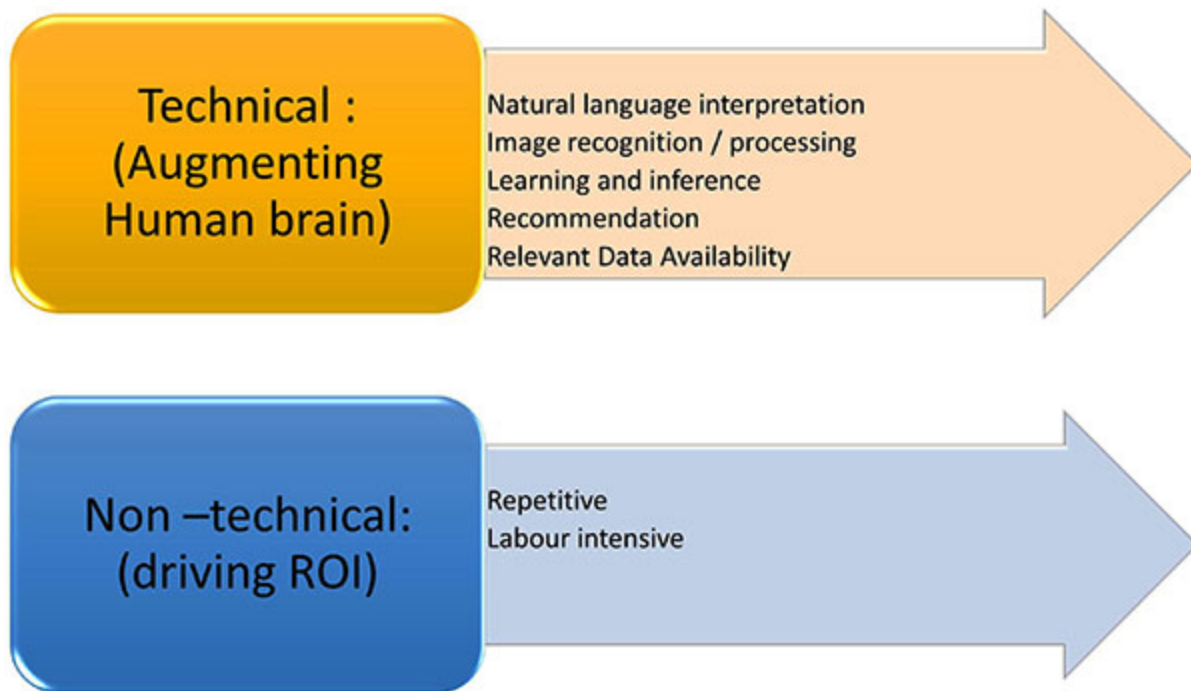 Technical :
(Augmenting
Human brain)
Natural language interpretation
Image recognition / processing
Learning and inference
Recommendation
Relevant Data Availability
Non –technical:
(driving ROI)
Repetitive
Labour intensive